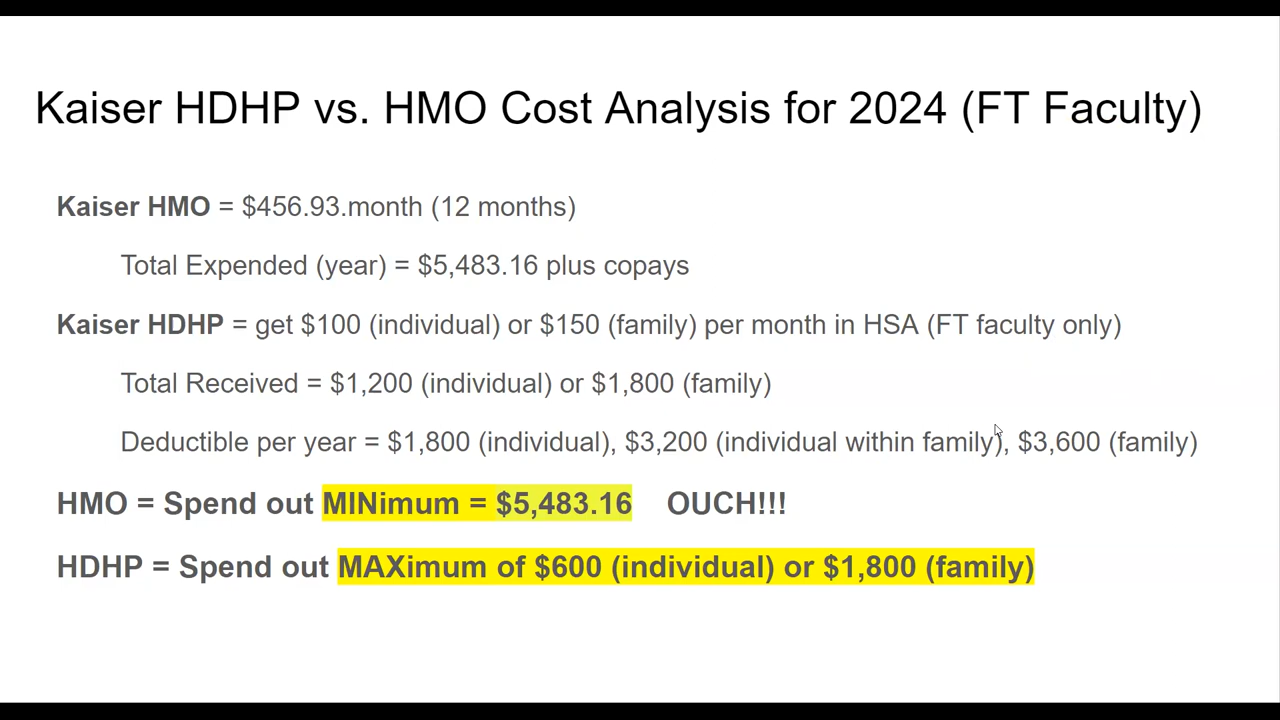 Kaiser HDHP vs. HMO Cost Analysis for 2024 (FT Faculty)
Kaiser HMO = $456.93.month (12 months)
Total Expended (year) = $5,483.16 plus copays
Kaiser HDHP = get $100 (individual) or $150 (family) per month in HSA (FT faculty only)
Total Received = $1,200 (individual) or $1,800 (family)
Deductible per year = $1,800 (individual), $3,200 (individual within family), $3,600 (family)
HMO = Spend out MINimum = $5,483.16 OUCH!!!
HDHP = Spend out MAXimum of $600 (individual) or $1,800 (family)